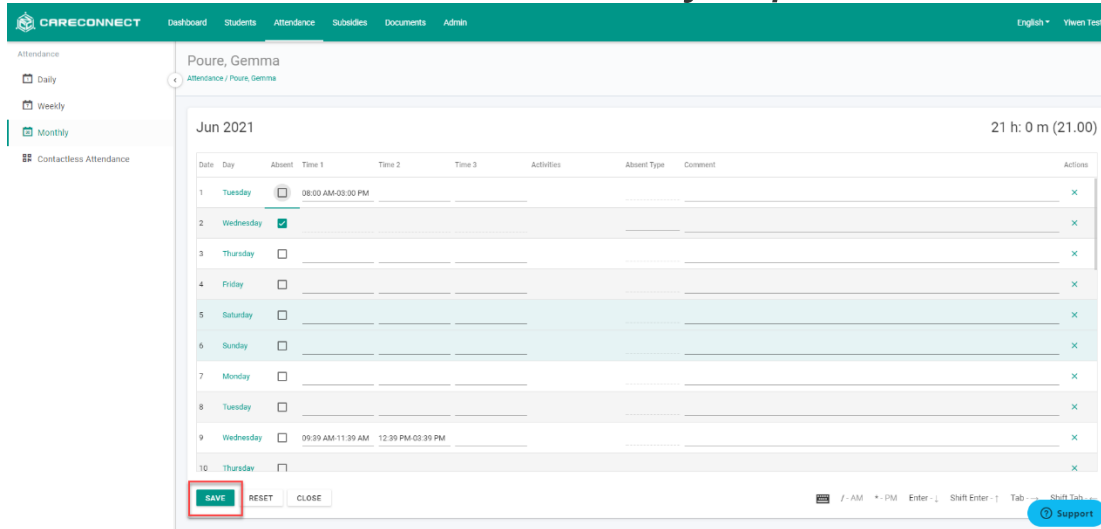 CARECONNECT Dashboard Students Attendance Subsidies Documents Admin English Yiwen Test
Attendance
Daily
Weekly
Monthly
Contactless Attendance
Poure, Gemma
Attendance / Poure, Gemma
Jun 2021 21 h: 0 m (21.00)
Date Day Absent Time 1 Time 2 Time 3 Activities Absent Type Comment Actions
1 Tuesday 08:00 AM-03:00 PM
2 Wednesday
3 Thursday
4 Friday
5 Saturday
6 Sunday
7 Monday
8 Tuesday
9 Wednesday 09:39 AM-11:39 AM 12:39 PM-03:39 PM
10 Thursday
SAVE RESET CLOSE / - AM * - PM Enter - ↓ Shift Enter - ↑ Tab - → Shift Tab - ←
Support